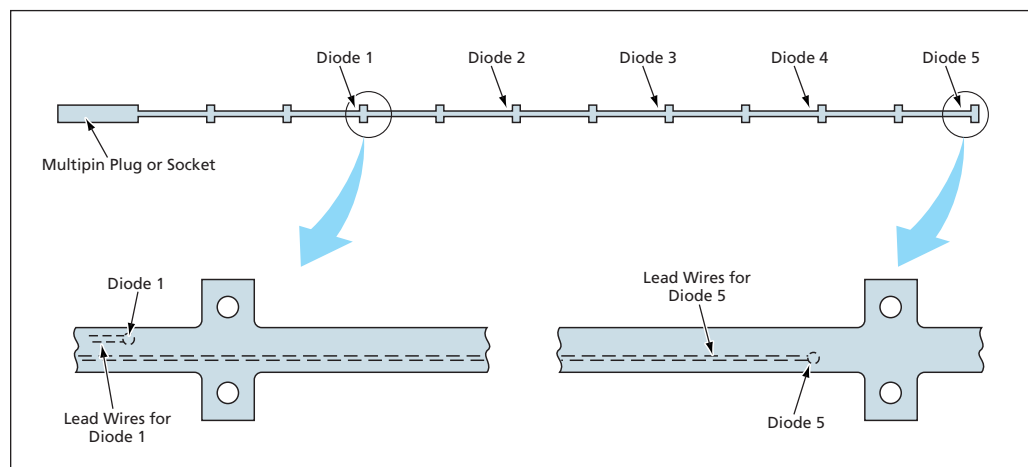 Diode 1
Diode 2
Diode 3
Diode 4
Diode 5
Multipin Plug or Socket
Diode 1
Lead Wires for
Diode 1
Lead Wires for
Diode 5
Diode 5